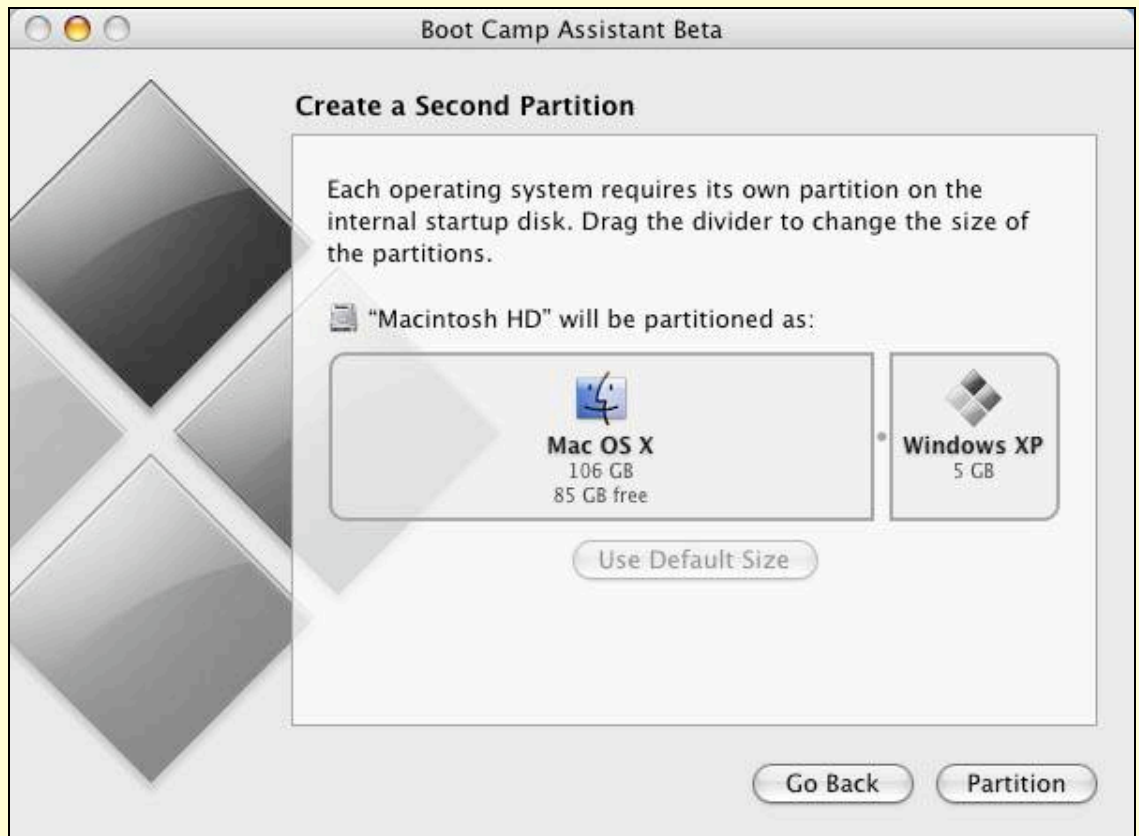 Boot Camp Assistant Beta
Create a Second Partition
Each operating system requires its own partition on the
internal startup disk. Drag the divider to change the size of
the partitions.
“Macintosh HD” will be partitioned as:
Mac OS X
106 GB
85 GB free
Windows XP
5 GB
Use Default Size
Go Back
Partition